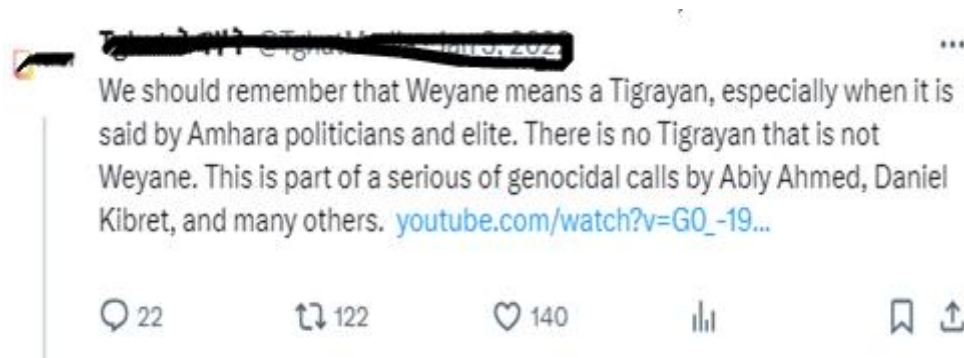 We should remember that Weyane means a Tigrayan, especially when it is
said by Amhara politicians and elite. There is no Tigrayan that is not
Weyane. This is part of a serious of genocidal calls by Abiy Ahmed, Daniel
Kibret, and many others. youtube.com/watch?v=G0_-19...
22 122 140